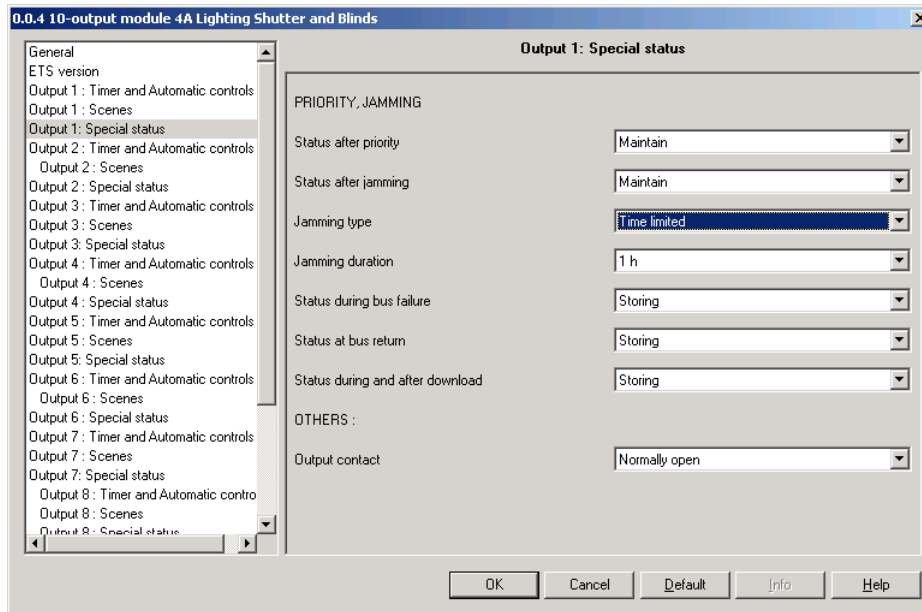 0.0.4 10-output module 4A Lighting Shutter and Blinds
General
ETS version
Output 1 : Timer and Automatic controls
Output 1 : Scenes
Output 1: Special status
Output 2 : Timer and Automatic controls
Output 2 : Scenes
Output 2 : Special status
Output 3 : Timer and Automatic controls
Output 3 : Scenes
Output 3: Special status
Output 4 : Timer and Automatic controls
Output 4 : Scenes
Output 4 : Special status
Output 5 : Timer and Automatic controls
Output 5 : Scenes
Output 5: Special status
Output 6 : Timer and Automatic controls
Output 6 : Scenes
Output 6 : Special status
Output 7 : Timer and Automatic controls
Output 7 : Scenes
Output 7: Special status
Output 8 : Timer and Automatic contro
Output 8 : Scenes
Output 8 : Special status
Output 1: Special status
PRIORITY, JAMMING
Status after priority Maintain
Status after jamming Maintain
Jamming type Time limited
Jamming duration 1 h
Status during bus failure Storing
Status at bus return Storing
Status during and after download Storing
OTHERS :
Output contact Normally open
OK Cancel Default Info Help